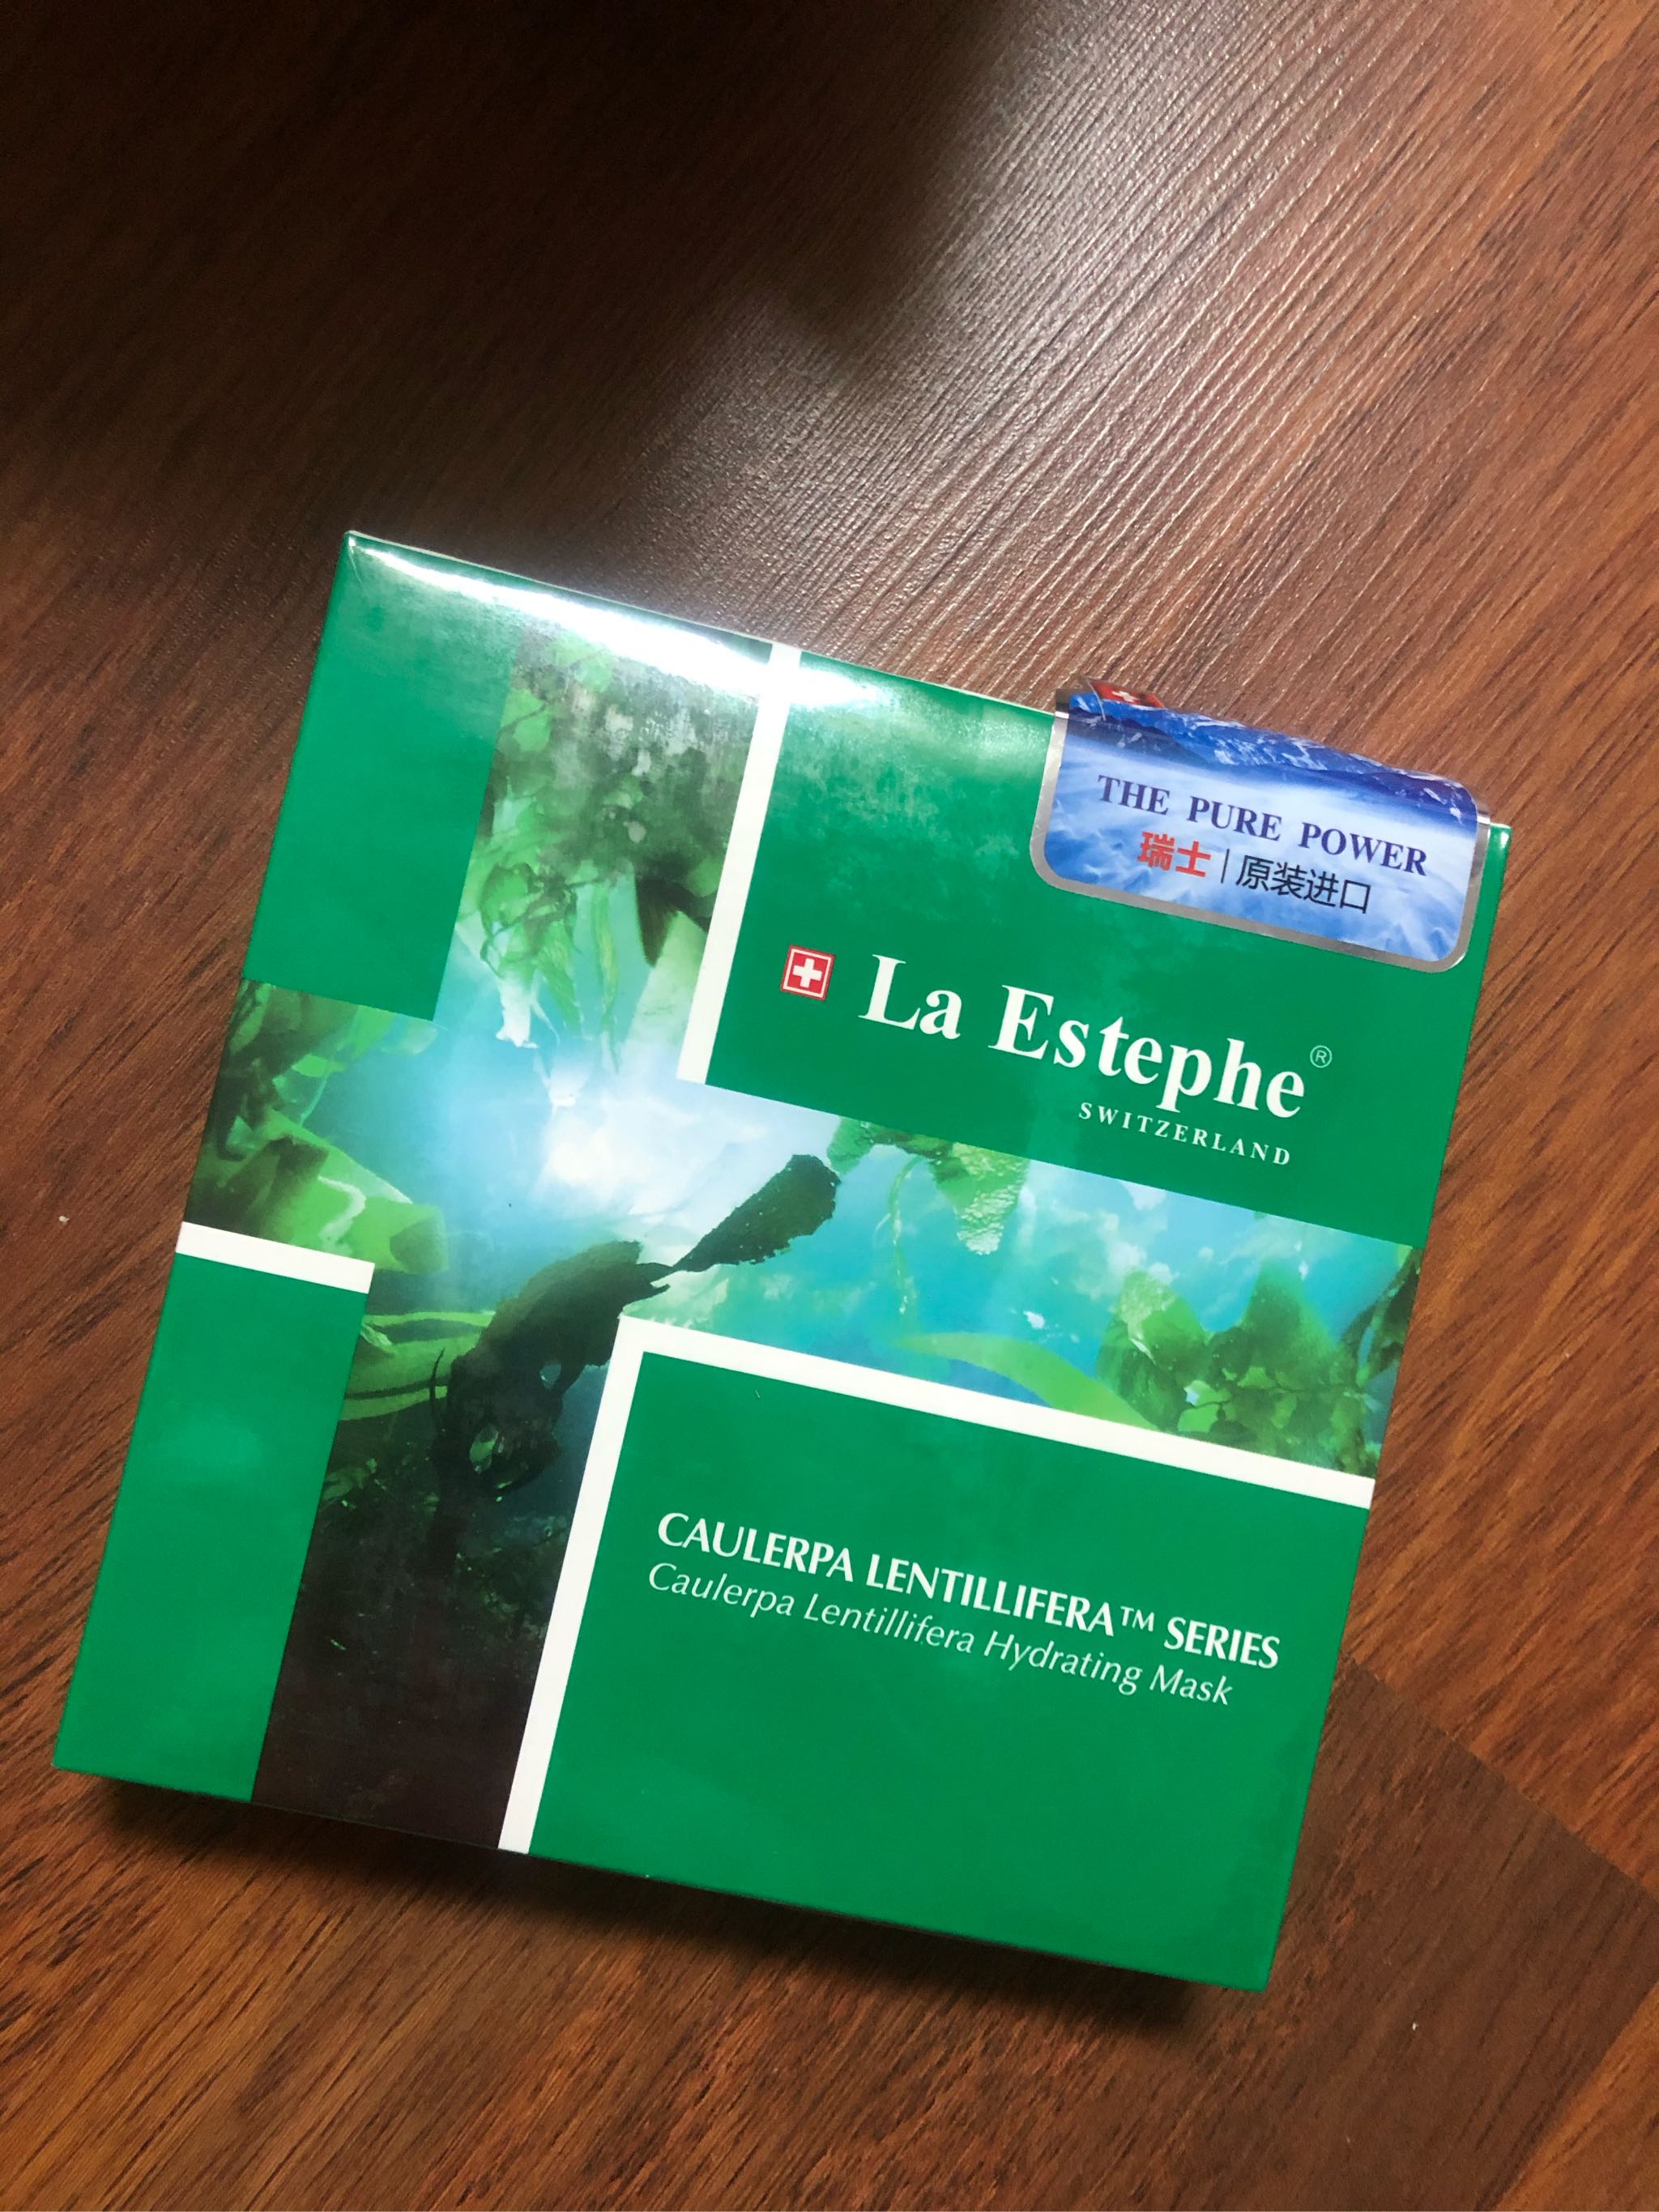 THE PURE POWER
瑞士|原装进口
La Estephe®
SWITZERLAND
CAULERPA LENTILLIFERA™ SERIES
Caulerpa Lentillifera Hydrating Mask